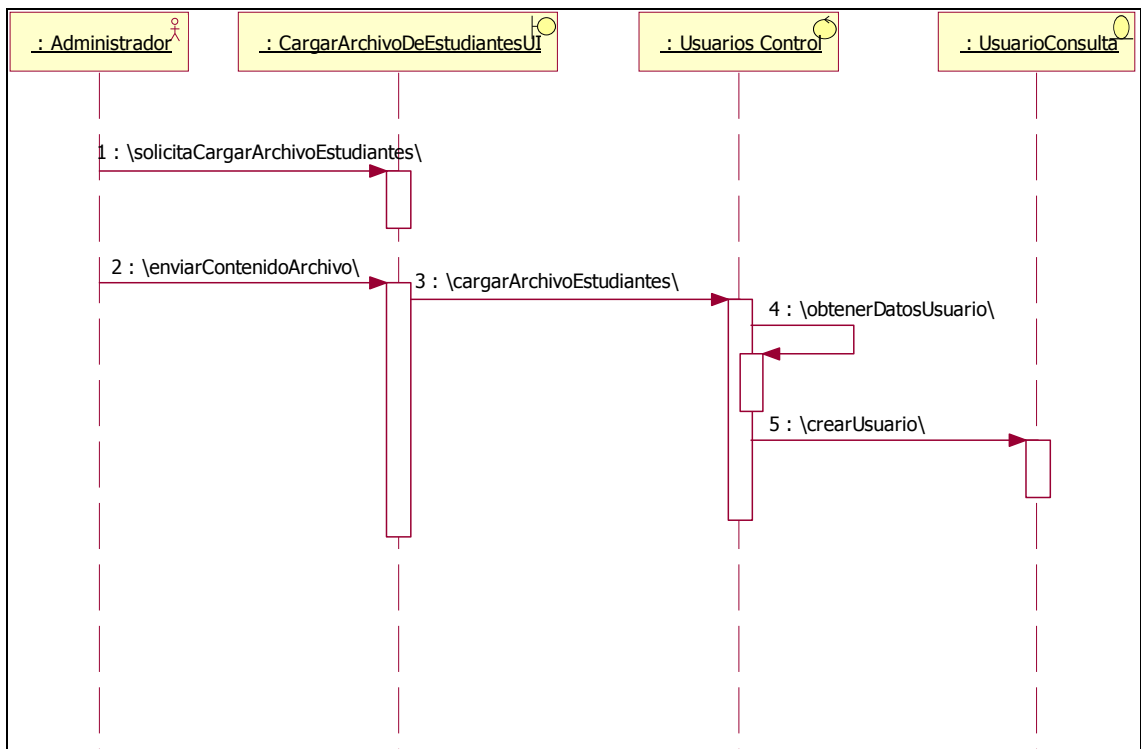 : Administrador
: CargarArchivoDeEstudiantesUI
: Usuarios Control
: UsuarioConsulta
1 : \solicitaCargarArchivoEstudiantes\
2 : \enviarContenidoArchivo\
3 : \cargarArchivoEstudiantes\
4 : \obtenerDatosUsuario\
5 : \crearUsuario\